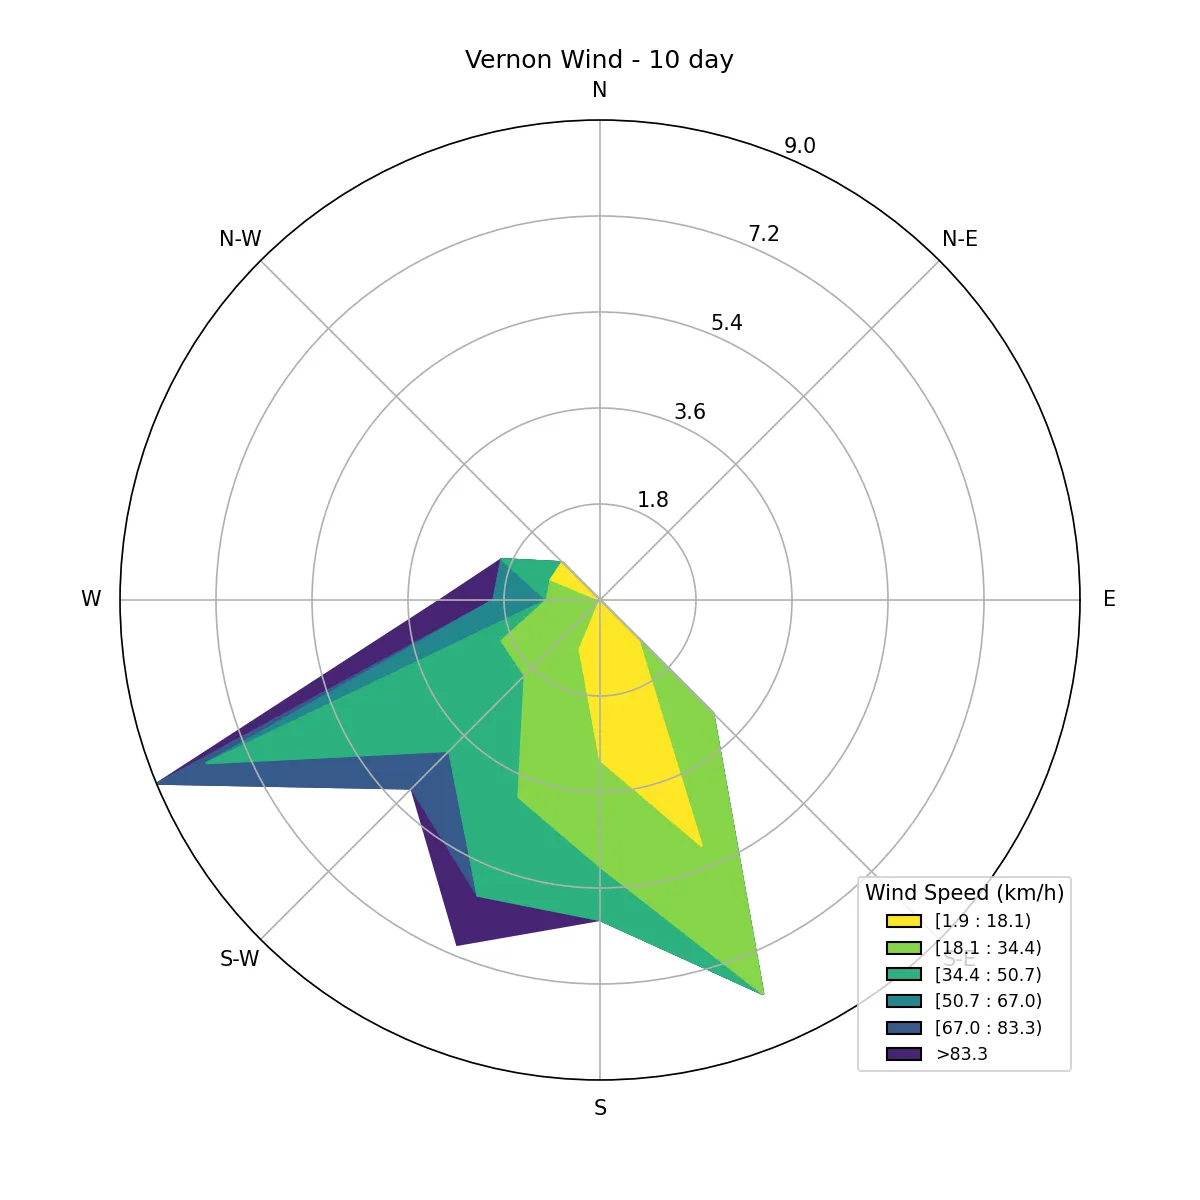 Vernon Wind - 10 day
N
9.0
N-W
N-E
7.2
5.4
3.6
1.8
W
E
Wind Speed (km/h)
[1.9 : 18.1)
[18.1 : 34.4)
S-W
S-E
[34.4 : 50.7)
[50.7 : 67.0)
[67.0 : 83.3)
>83.3
S